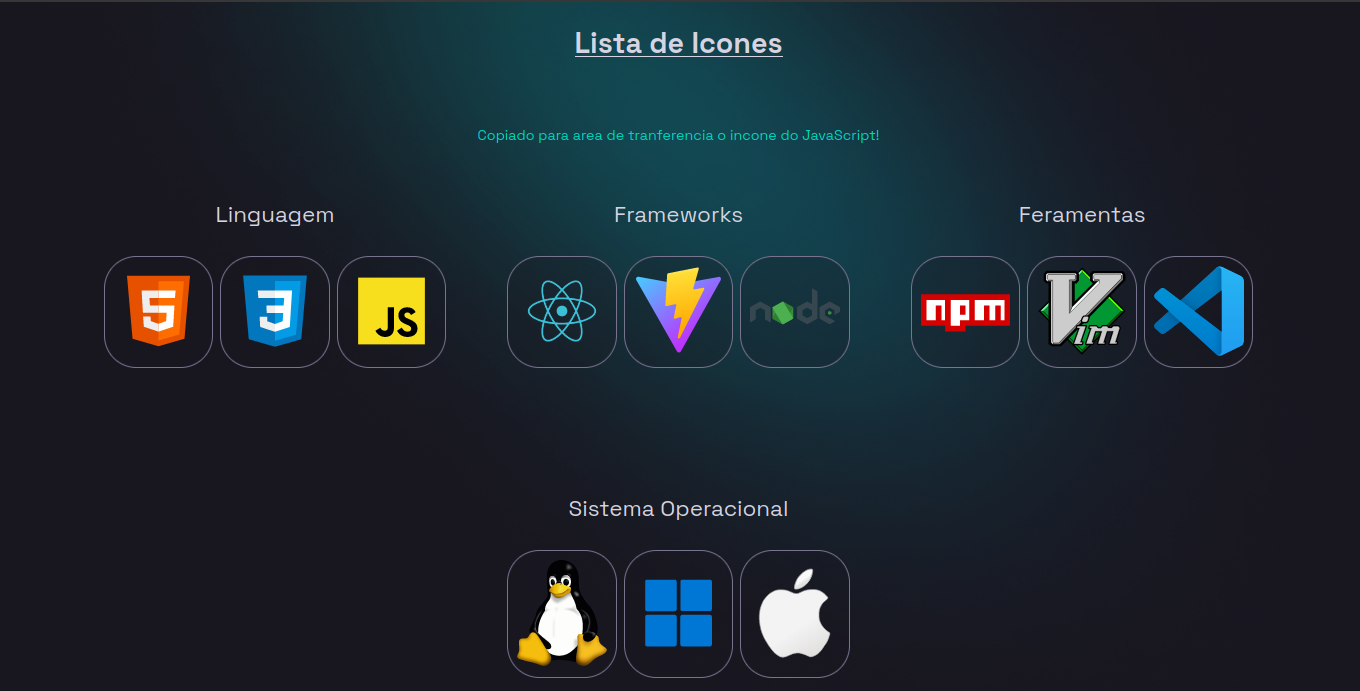 Lista de Icones
Copiado para area de tranferencia o incone do JavaScript!
Linguagem
Frameworks
Feramentas
5
3
JS
node
npm
Vim
Sistema Operacional